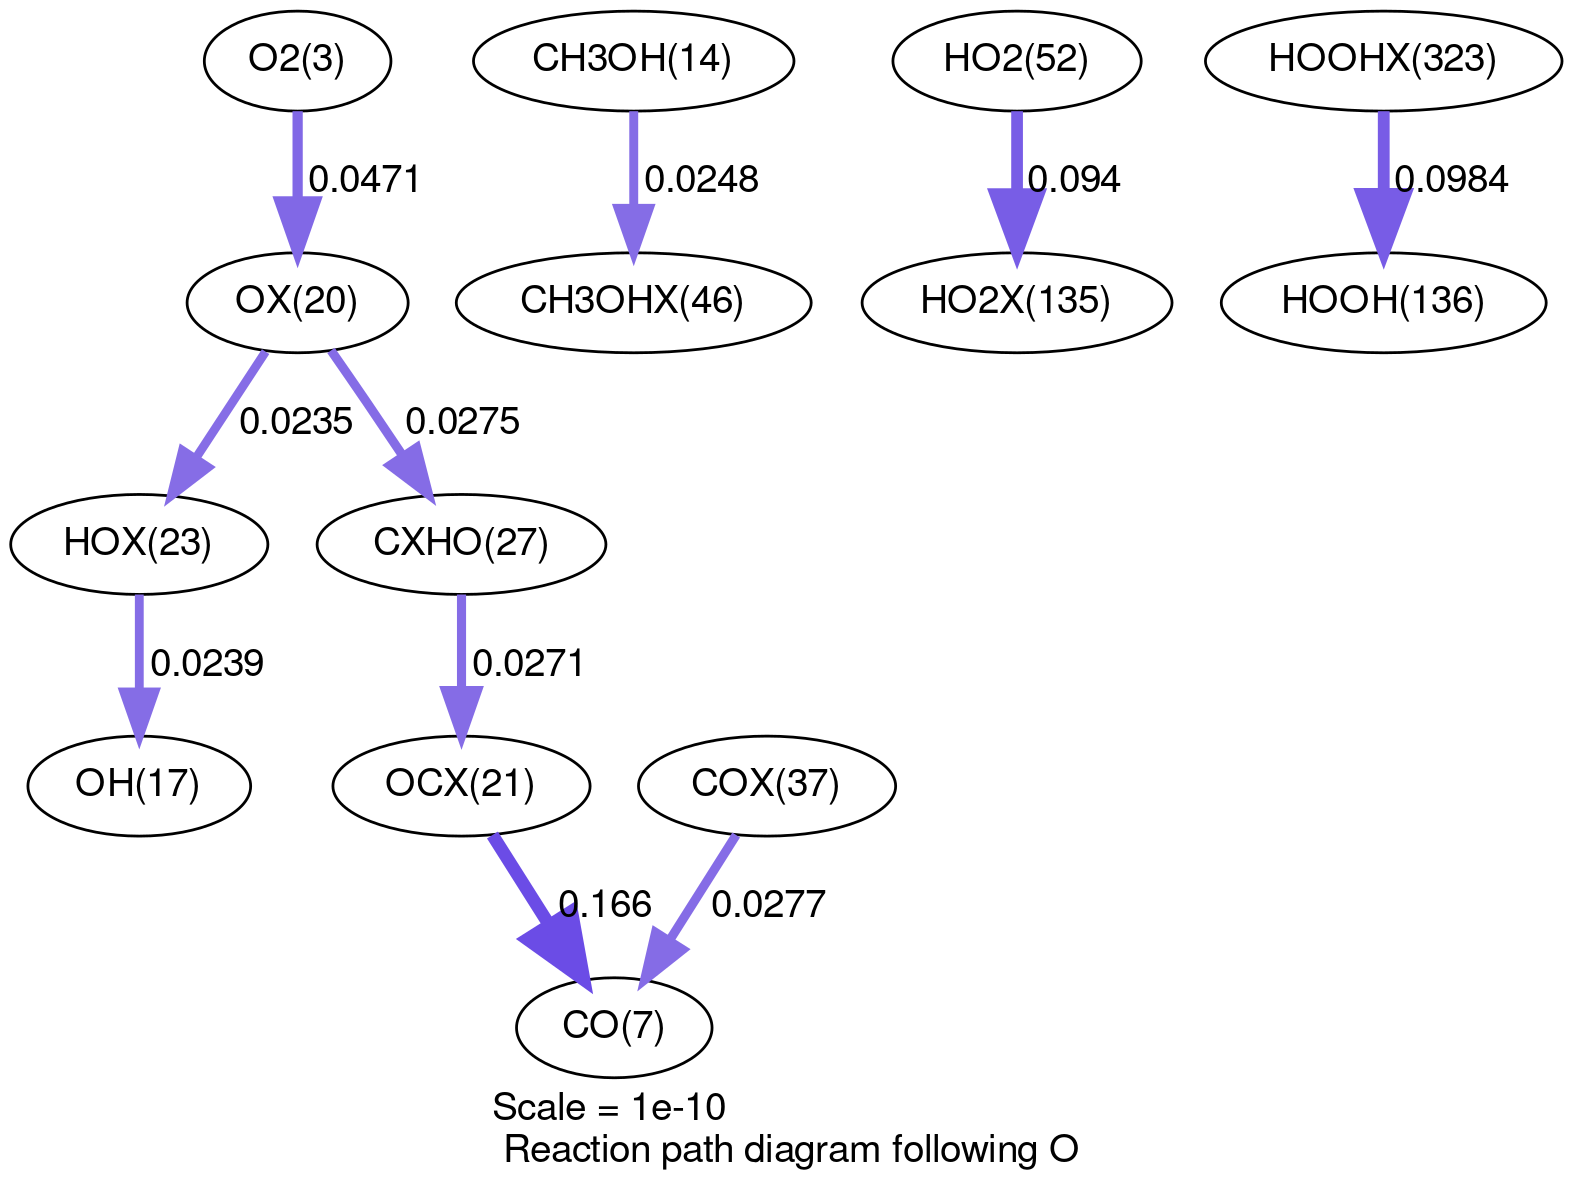 O2(3)
CH3OH(14)
HO2(52)
HOOHX(323)
0.0471
0.0248
0.094
0.0984
OX(20)
CH3OHX(46)
HO2X(135)
HOOH(136)
0.0235
0.0275
HOX(23)
CXHO(27)
0.0239
0.0271
OH(17)
OCX(21)
COX(37)
0.166
0.0277
CO(7)
Scale = 1e-10
Reaction path diagram following O